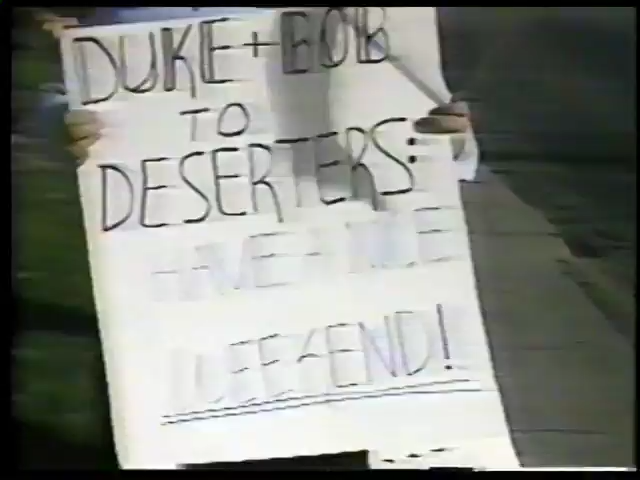 DUKE + BOB
TO
DESERTERS:
HAVE A NICE
WEEKEND!